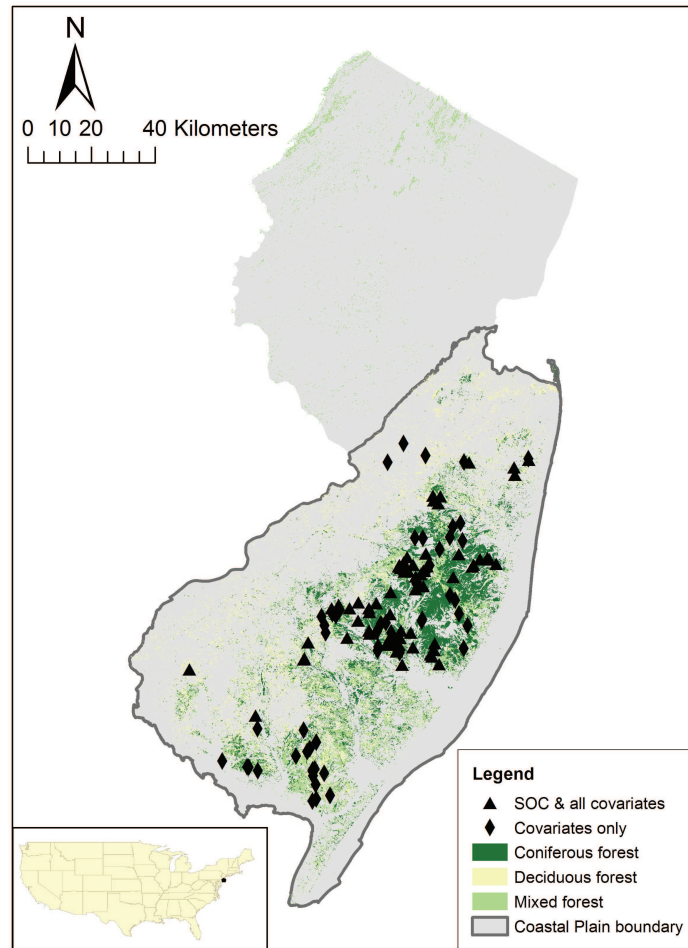 N
0 10 20 40 Kilometers
Legend
SOC & all covariates
Covariates only
Coniferous forest
Deciduous forest
Mixed forest
Coastal Plain boundary